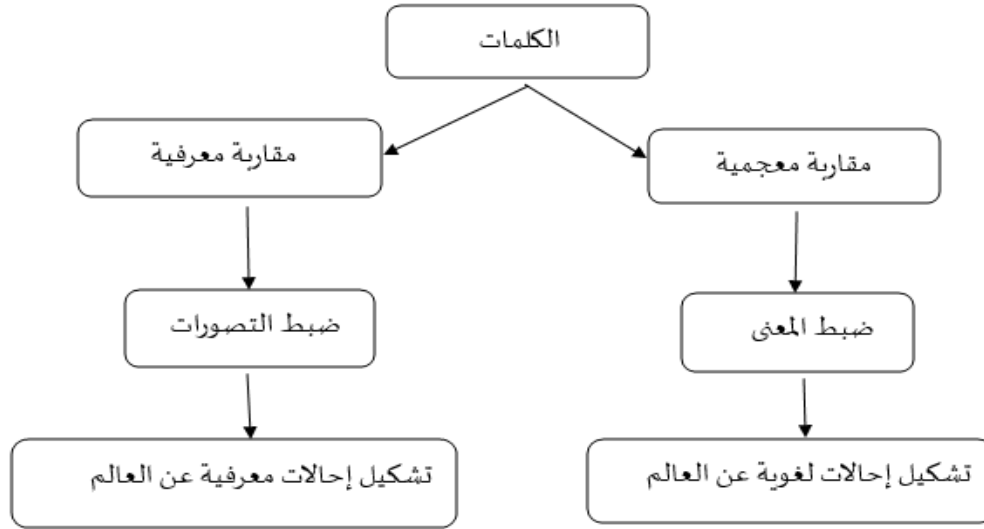 الكلمات
مقاربة معجمية
مقاربة معرفية
ضبط المعنى
ضبط التصورات
تشكيل إحالات لغوية عن العالم
تشكيل إحالات معرفية عن العالم